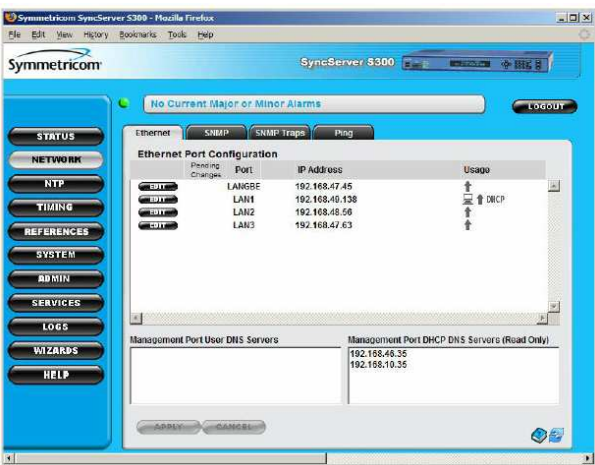 Symmetricom SyncServer S300 - Mozilla Firefox
File Edit View History Bookmarks Tools Help
Symmetricom
SyncServer S300
No Current Major or Minor Alarms
LOGOUT
Ethernet SNMP SNMP Traps Ping
STATUS
NETWORK
NTP
TIMING
REFERENCES
SYSTEM
ADMIN
SERVICES
LOGS
WIZARDS
HELP
Ethernet Port Configuration
Pending Changes Port IP Address Usage
EDIT LANGBE 192.168.47.45
EDIT LAN1 192.168.49.138 DHCP
EDIT LAN2 192.168.48.56
EDIT LAN3 192.168.47.63
Management Port User DNS Servers
Management Port DHCP DNS Servers (Read Only)
192.168.46.35
192.168.10.35
APPLY CANCEL